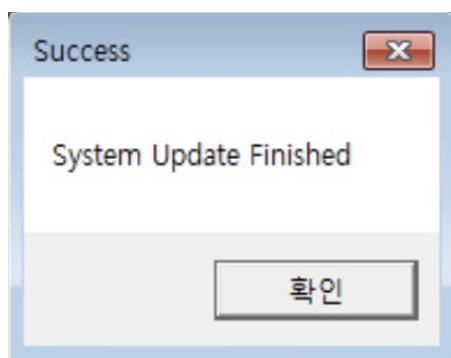 Success
System Update Finished
확인